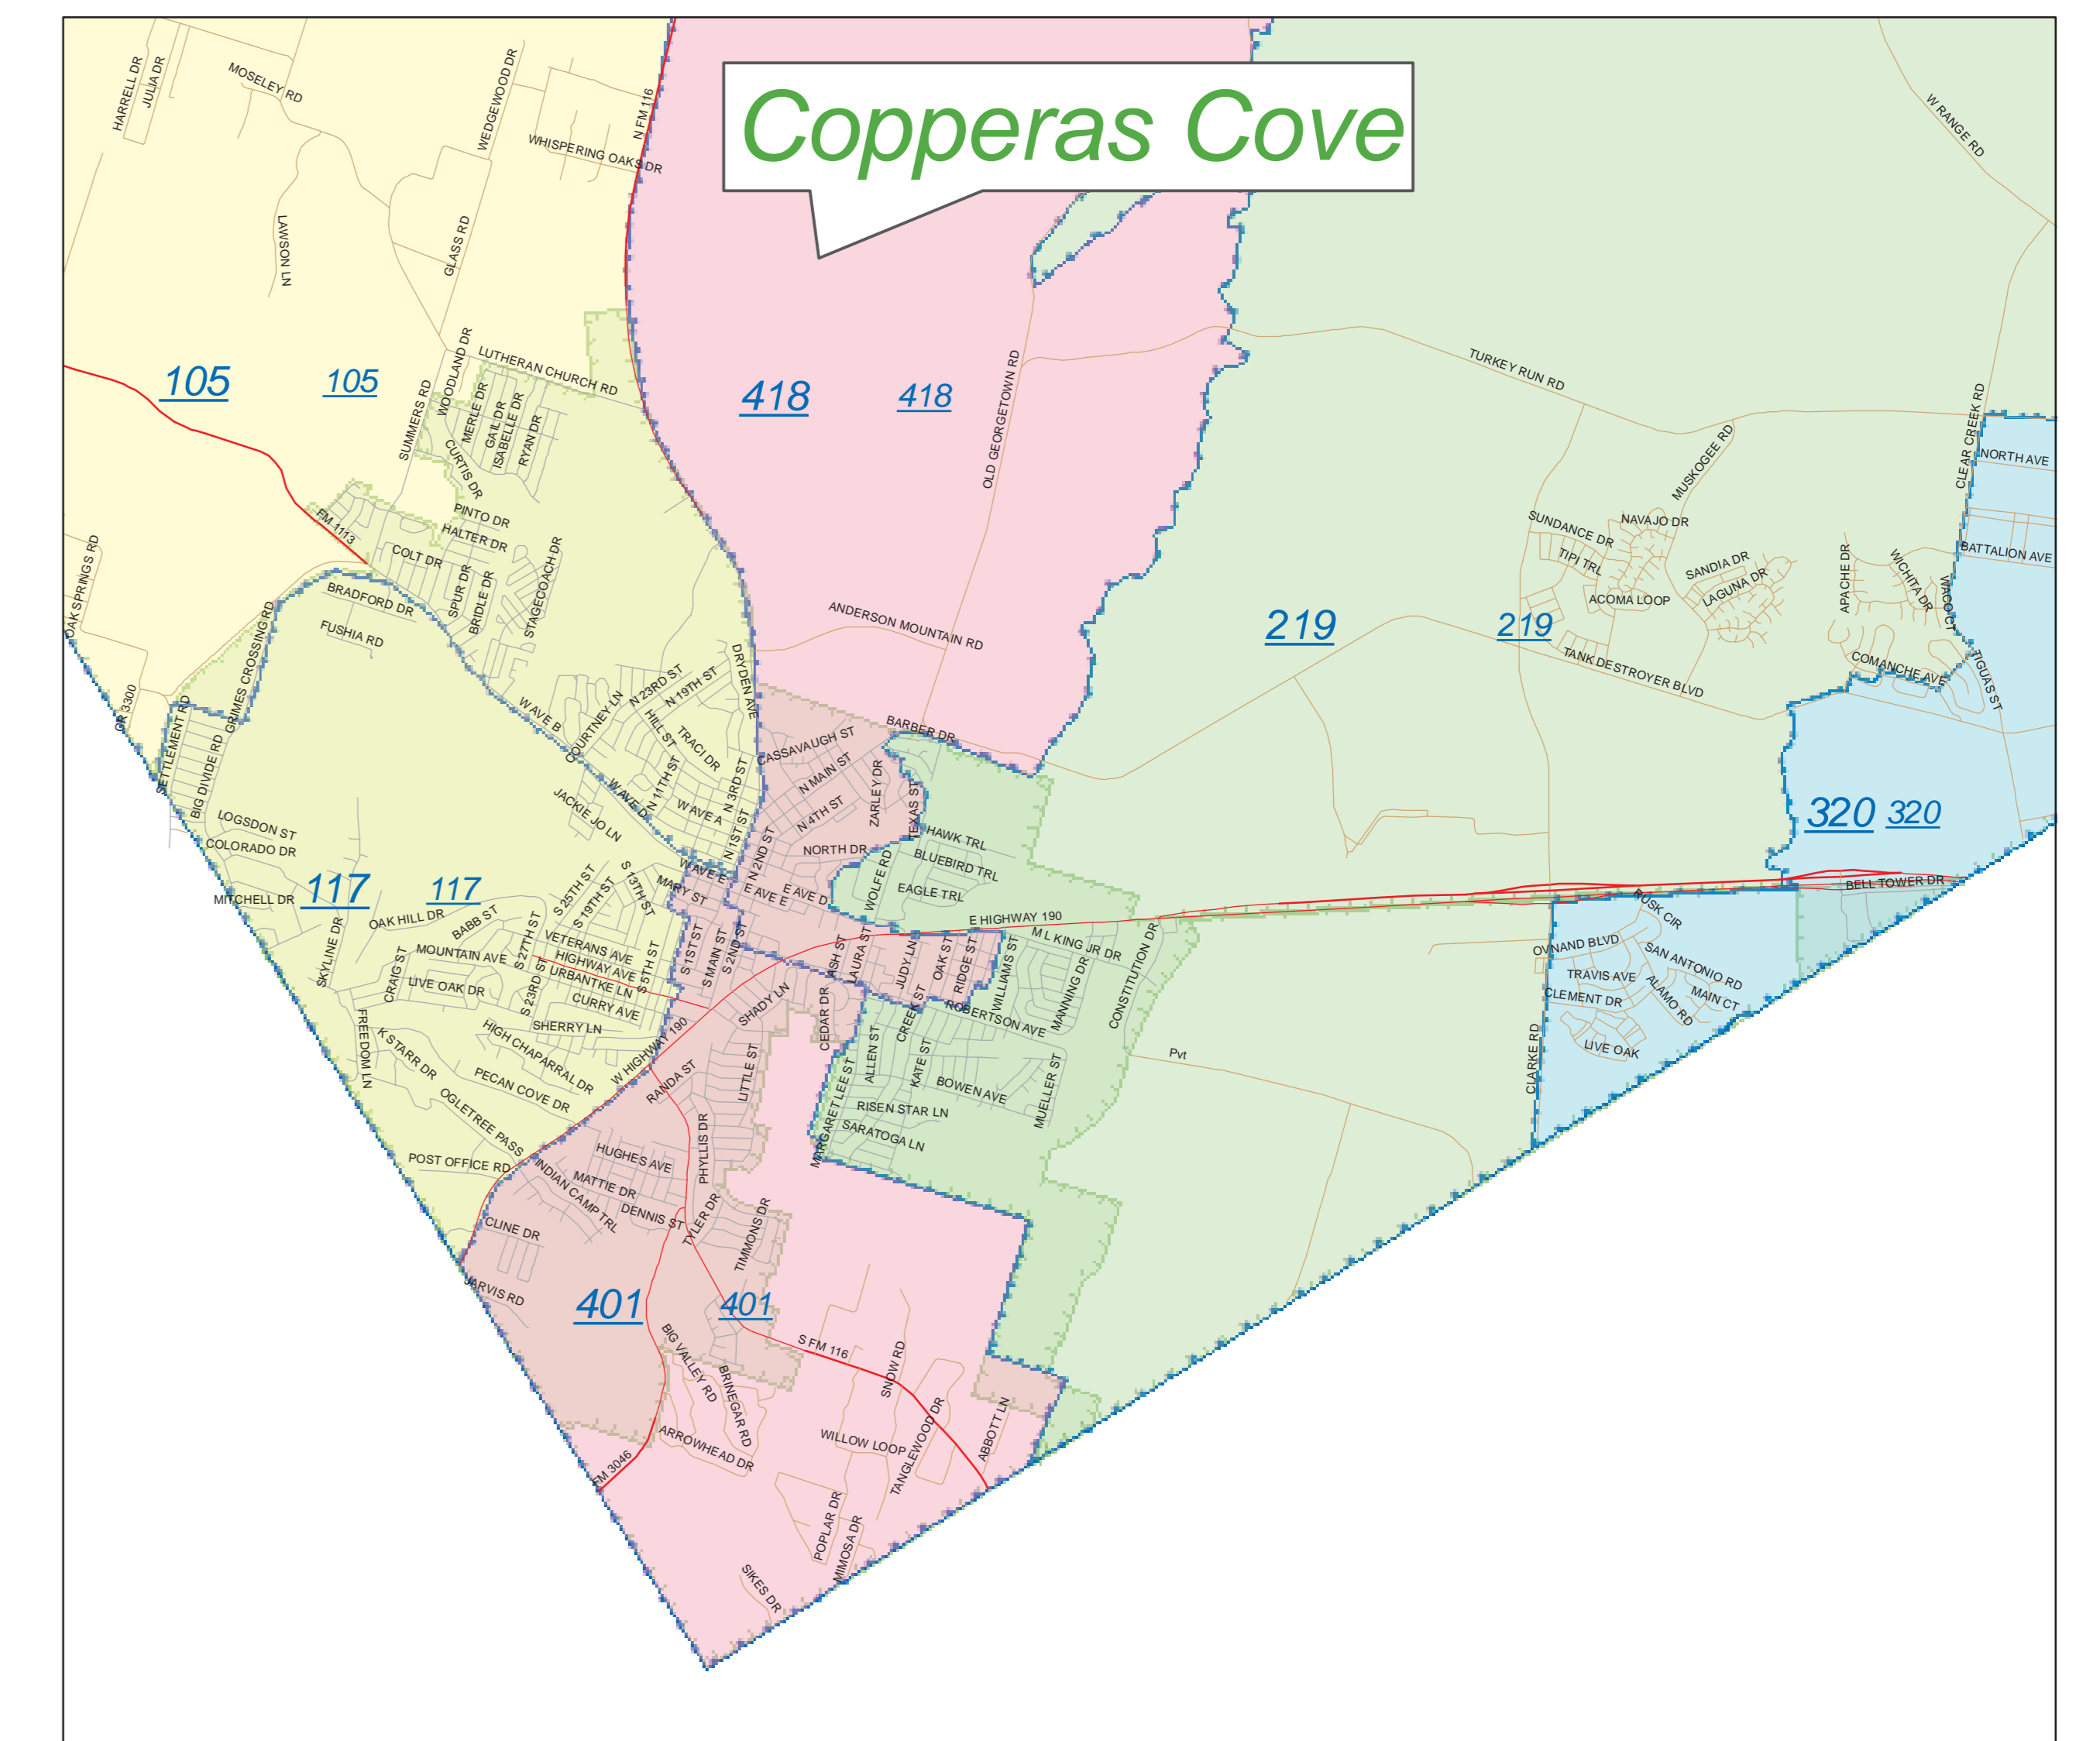 Copperas Cove
HARRELL DR
JULIA DR
MOSELEY RD
WEDGEWOOD DR
N FM 116
WHISPERING OAKS DR
W RANGE RD
LAWSON LN
GLASS RD
LUTHERAN CHURCH RD
WOODLAND DR
SUMMERS RD
MERLE DR
GAIL DR
ISABELLE DR
RYAN DR
CURTIS DR
105
105
418
418
OLD GEORGETOWN RD
TURKEY RUN RD
CLEAR CREEK RD
NORTH AVE
MUSKOGEE RD
BATTALION AVE
FM 1113
PINTO DR
HALTER DR
COLT DR
SPUR DR
BRIDLE DR
STAGECOACH DR
SUNDANCE DR
NAVAJO DR
TIPI TRL
SANDIA DR
LAGUNA DR
ACOMA LOOP
APACHE DR
WICHITA DR
WACO CT
OAK SPRINGS RD
BRADFORD DR
FUSHIA RD
GRIMES CROSSING RD
ANDERSON MOUNTAIN RD
219
219
TANK DESTROYER BLVD
COMANCHE AVE
TIGUAS ST
CR 3300
SETTLEMENT RD
BIG DIVIDE RD
W AVE B
COURTNEY LN
N 23RD ST
N 19TH ST
HILL ST
TRACI DR
DRYDEN AVE
BARBER DR
CASSAVAUGH ST
N MAIN ST
N 4TH ST
ZARLEY DR
TEXAS ST
W AVE D
N 11TH ST
W AVE A
N 3RD ST
N 1ST ST
N 2ND ST
JACKIE JO LN
LOGSDON ST
COLORADO DR
MITCHELL DR
117
117
320
320
HAWK TRL
BLUEBIRD TRL
EAGLE TRL
NORTH DR
WOLFE RD
W AVE E
MARY ST
E AVE E
E AVE D
E HIGHWAY 190
BELL TOWER DR
OAK HILL DR
BABB ST
S 25TH ST
S 19TH ST
S 13TH ST
SKYLINE DR
CRAIG ST
MOUNTAIN AVE
S 27TH ST
VETERANS AVE
HIGHWAY AVE
URBANTKE LN
CURRY AVE
S 5TH ST
S 1ST ST
S MAIN ST
S 2ND ST
ASH ST
LAURA ST
JUDY LN
OAK ST
RIDGE ST
WILLIAMS ST
M L KING JR DR
MANNING DR
CONSTITUTION DR
RUSK CIR
OVNAND BLVD
SAN ANTONIO RD
TRAVIS AVE
ALAMO RD
MAIN CT
CLEMENT DR
LIVE OAK
CLARKE RD
LIVE OAK DR
S 23RD ST
SHERRY LN
FREEDOM LN
K STARR DR
HIGH CHAPARRAL DR
PECAN COVE DR
OGLETREE PASS
W HIGHWAY 190
SHADY LN
CEDAR DR
LITTLE ST
RANDA ST
CREEK ST
ROBERTSON AVE
ALLEN ST
KATE ST
BOWEN AVE
MUELLER ST
MARGARET LEE ST
RISEN STAR LN
SARATOGA LN
Pvt
POST OFFICE RD
INDIAN CAMP TRL
HUGHES AVE
MATTIE DR
DENNIS ST
PHYLLIS DR
TYLER DR
TIMMONS DR
CLINE DR
JARVIS RD
401
401
BIG VALLEY RD
BRINEGAR RD
S FM 116
SNOW RD
FM 3046
ARROWHEAD DR
WILLOW LOOP
TANGLEWOOD DR
ABBOTT LN
POPLAR DR
MIMOSA DR
SIKES DR